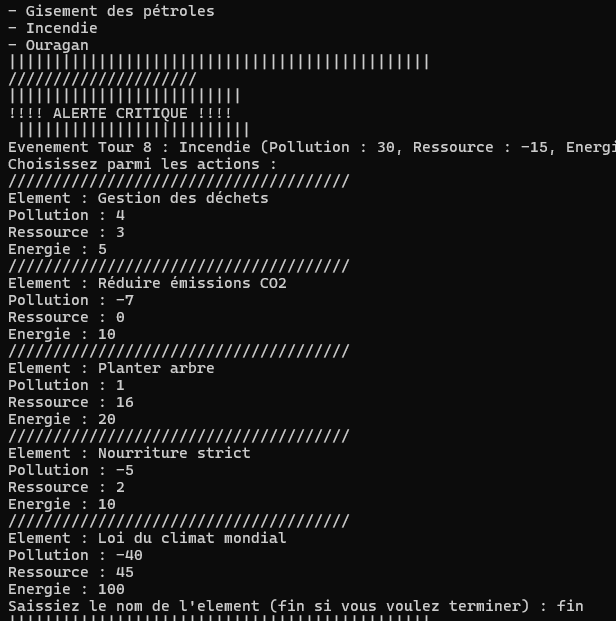 - Gisement des pétroles
- Incendie
- Ouragan
|||||||||||||||||||||||||||||||||||||||||||||||
/////////////////////
||||||||||||||||||||||||||
!!!! ALERTE CRITIQUE !!!!
||||||||||||||||||||||||||
Evenement Tour 8 : Incendie (Pollution : 30, Ressource : -15, Energi
Choisissez parmi les actions :
//////////////////////////////////////
Element : Gestion des déchets
Pollution : 4
Ressource : 3
Energie : 5
//////////////////////////////////////
Element : Réduire émissions CO2
Pollution : -7
Ressource : 0
Energie : 10
//////////////////////////////////////
Element : Planter arbre
Pollution : 1
Ressource : 16
Energie : 20
//////////////////////////////////////
Element : Nourriture strict
Pollution : -5
Ressource : 2
Energie : 10
//////////////////////////////////////
Element : Loi du climat mondial
Pollution : -40
Ressource : 45
Energie : 100
Saissiez le nom de l'element (fin si vous voulez terminer) : fin
|||||||||||||||||||||||||||||||||||||||||||||||